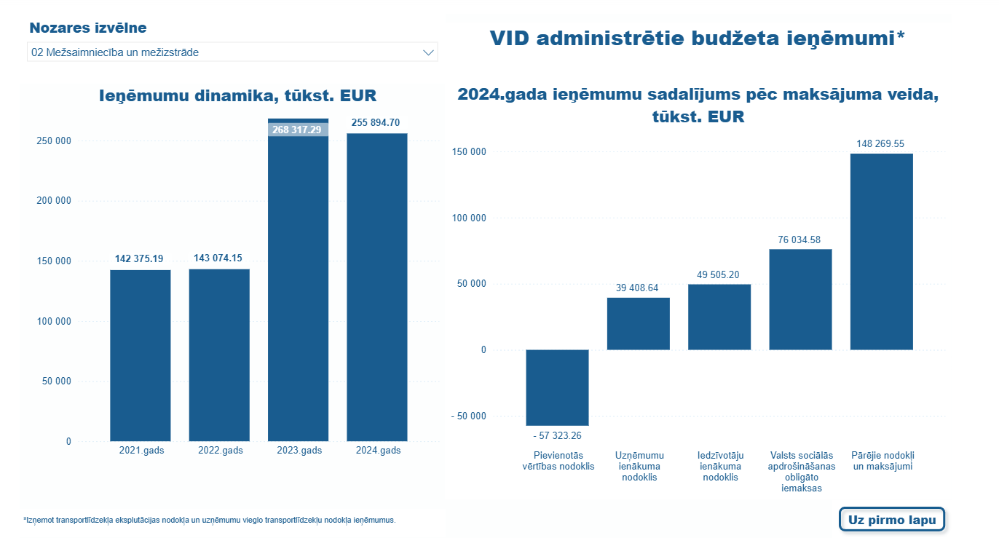 Nozares izvēlne
02 Mežsaimniecība un mežizstrāde
VID administrētie budžeta ieņēmumi*
Ieņēmumu dinamika, tūkst. EUR
250 000
200 000
150 000
100 000
50 000
0
142 375.19
143 074.15
268 317.29
255 894.70
2021.gads
2022.gads
2023.gads
2024.gads
2024.gada ieņēmumu sadalījums pēc maksājuma veida,
tūkst. EUR
150 000
100 000
50 000
0
- 50 000
- 57 323.26
39 408.64
49 505.20
76 034.58
148 269.55
Pievienotās
vērtības nodoklis
Uzņēmumu
ienākuma
nodoklis
Iedzīvotāju
ienākuma
nodoklis
Valsts sociālās
apdrošināšanas
obligāto
iemaksas
Pārējie nodokļi
un maksājumi
*Izņemot transportlīdzekļa eksplutācijas nodokļa un uzņēmumu vieglo transportlīdzekļu nodokļa ieņēmumus.
Uz pirmo lapu